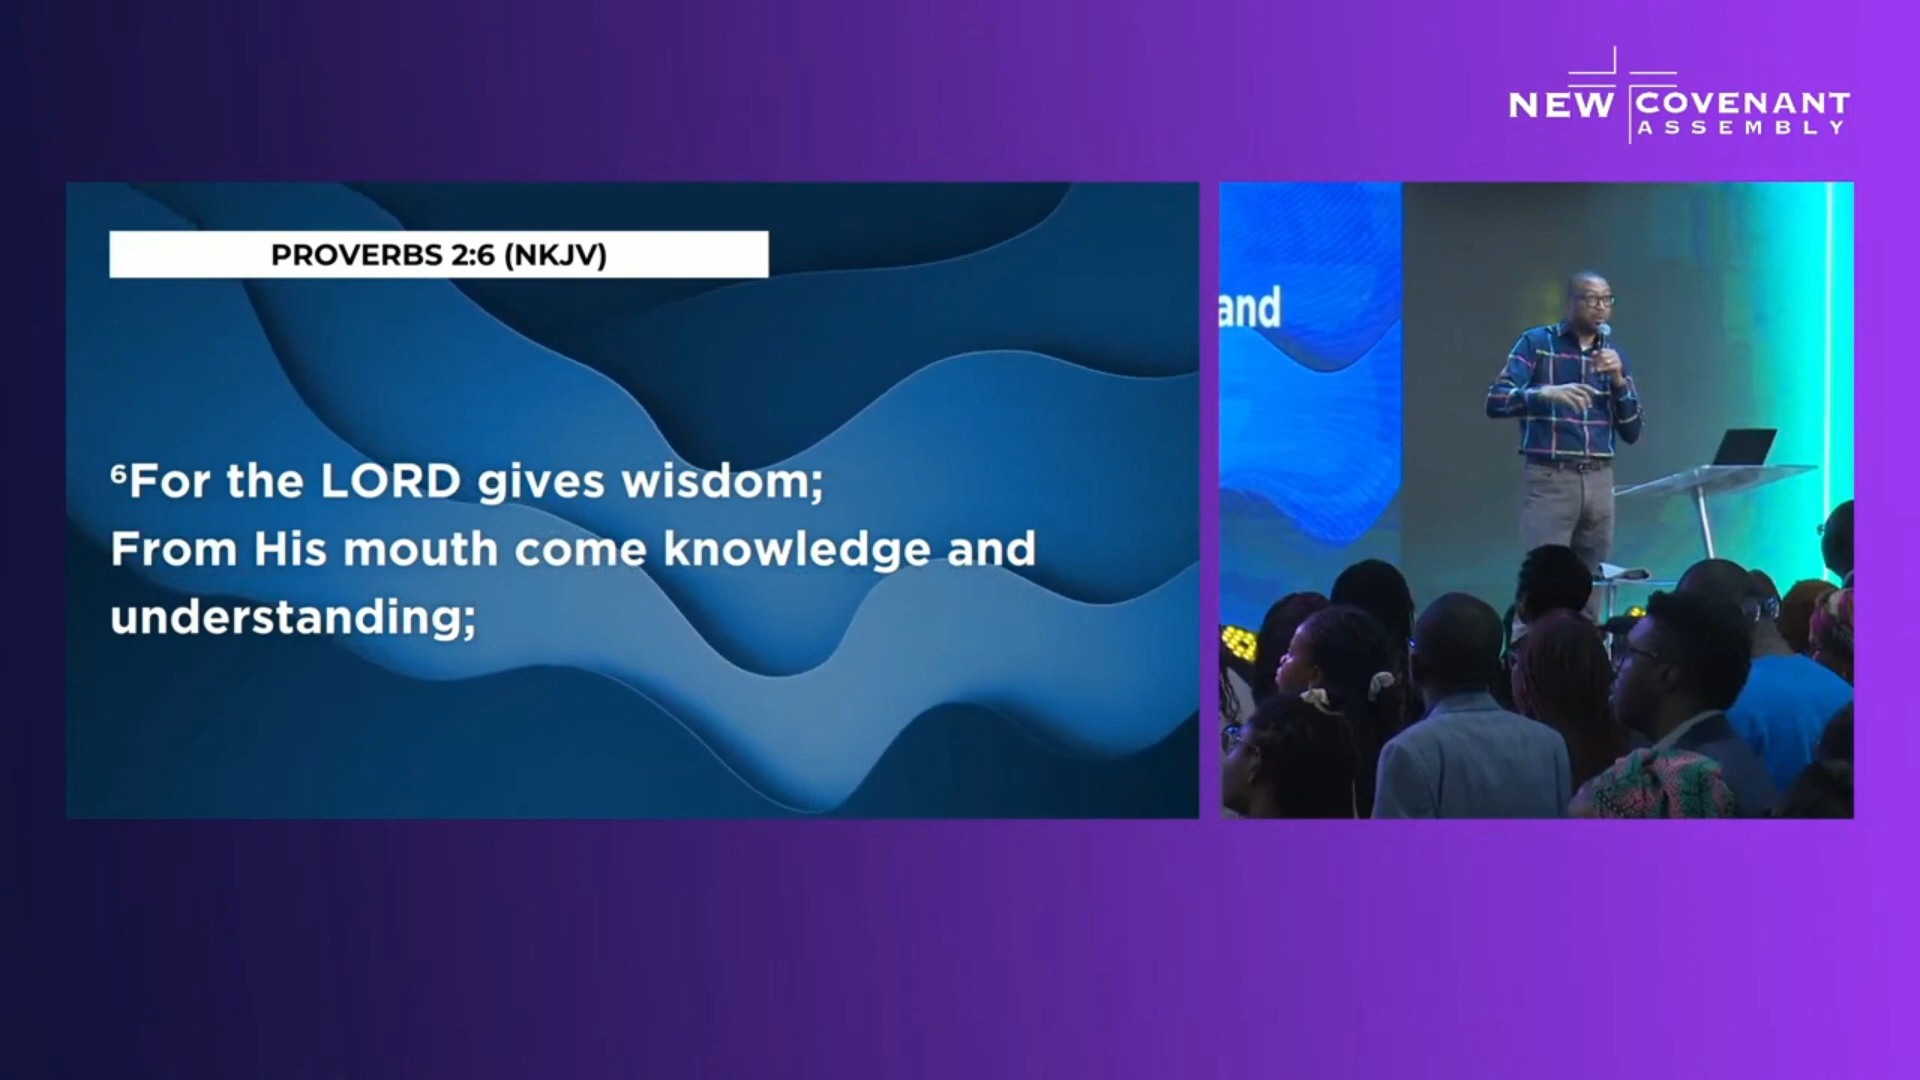 NEW COVENANT
ASSEMBLY
PROVERBS 2:6 (NKJV)
⁶For the LORD gives wisdom;
From His mouth come knowledge and
understanding;
and